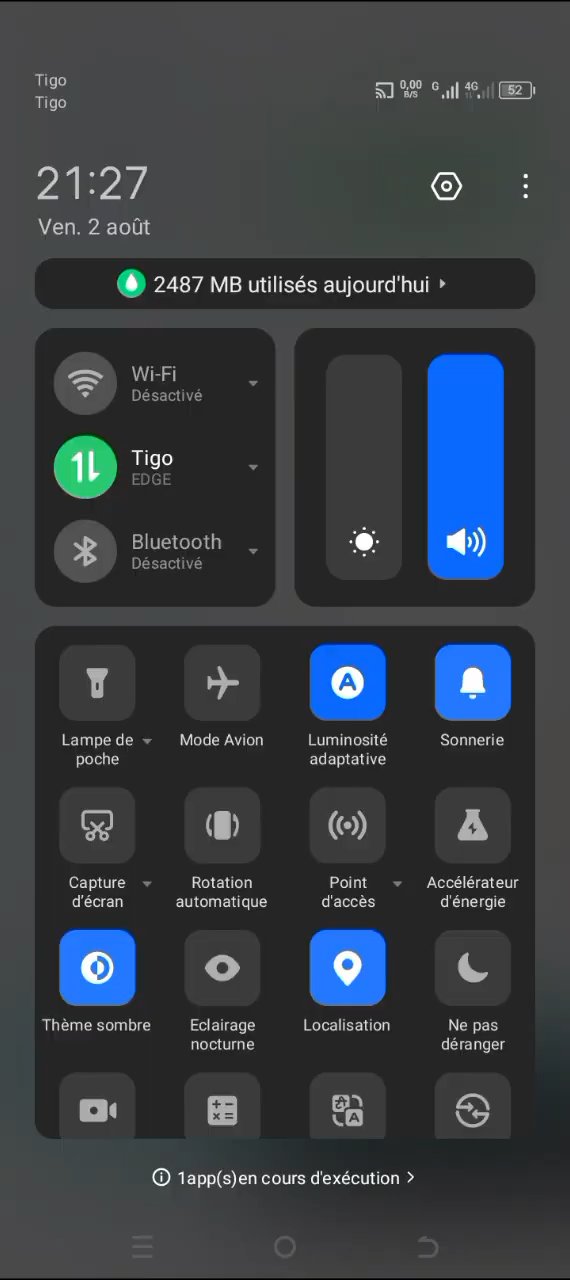 Tigo
Tigo
0,00
B/S
G
4G
52
21:27
Ven. 2 août
2487 MB utilisés aujourd'hui
Wi-Fi
Désactivé
Tigo
EDGE
Bluetooth
Désactivé
Lampe de
poche
Mode Avion
A
Luminosité
adaptative
Sonnerie
Capture
d'écran
Rotation
automatique
Point
d'accès
Accélérateur
d'énergie
Thème sombre
Eclairage
nocturne
Localisation
Ne pas
déranger
A
1app(s)en cours d'exécution